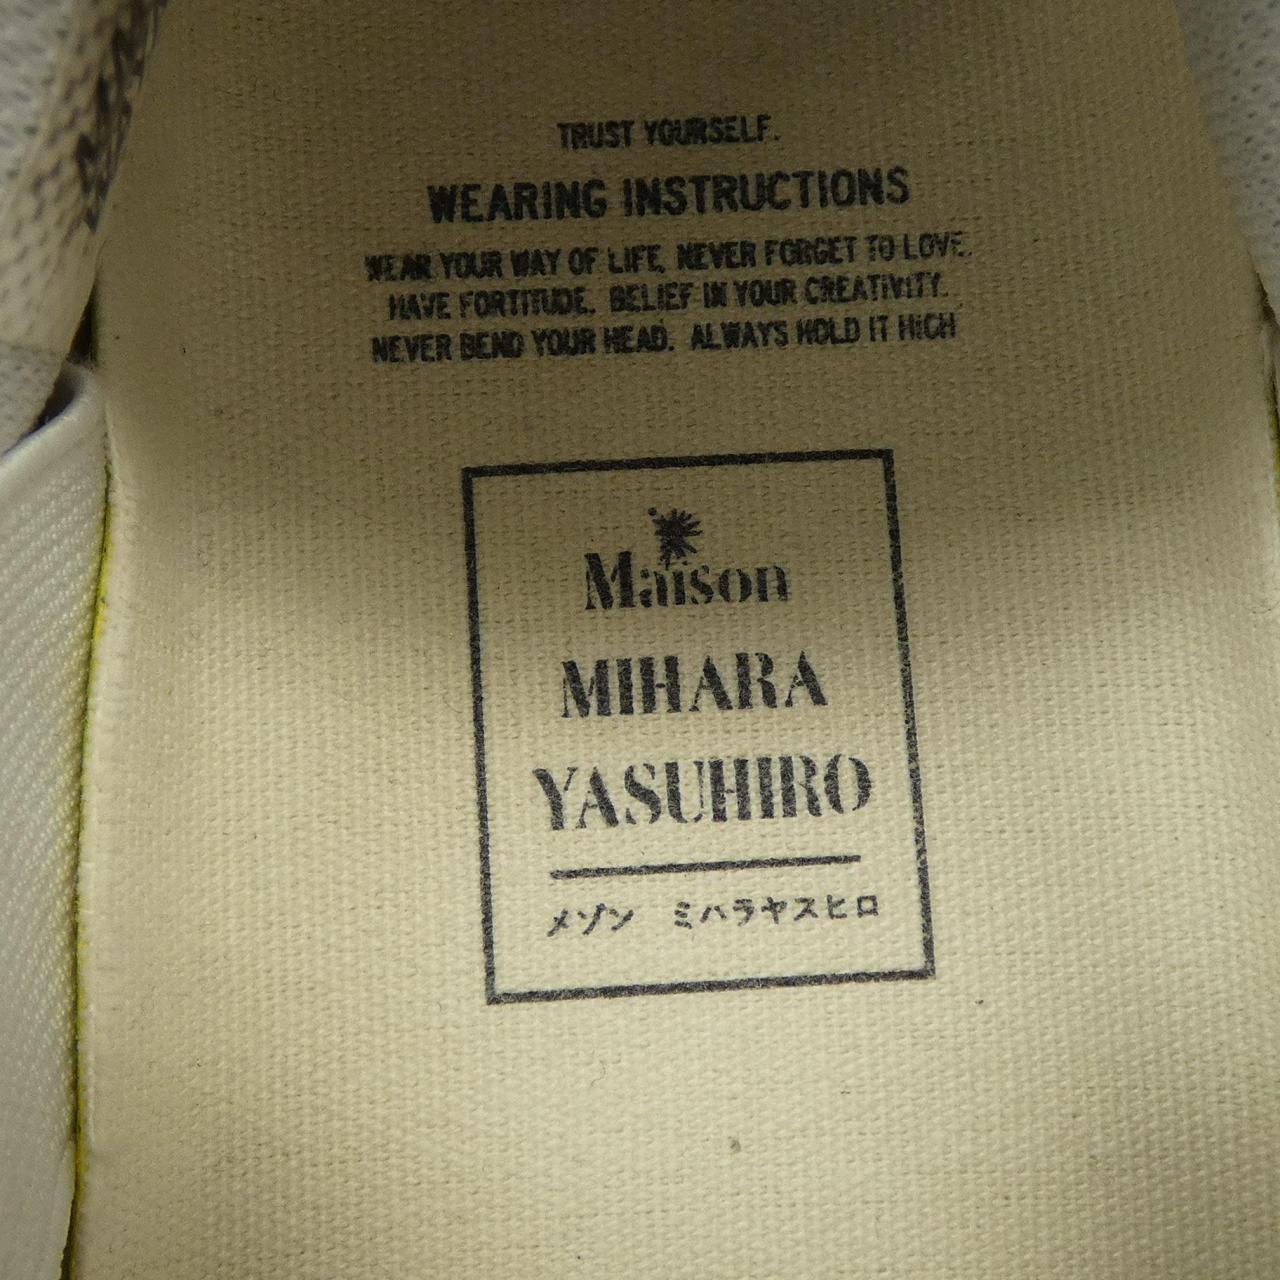 TRUST YOURSELF.
WEARING INSTRUCTIONS
WEAR YOUR WAY OF LIFE, NEVER FORGET TO LOVE.
HAVE FORTITUDE. BELIEF IN YOUR CREATIVITY.
NEVER BEND YOUR HEAD. ALWAYS HOLD IT HIGH
Maison
MIHARA
YASUHIRO
メゾン ミハラヤスヒロ